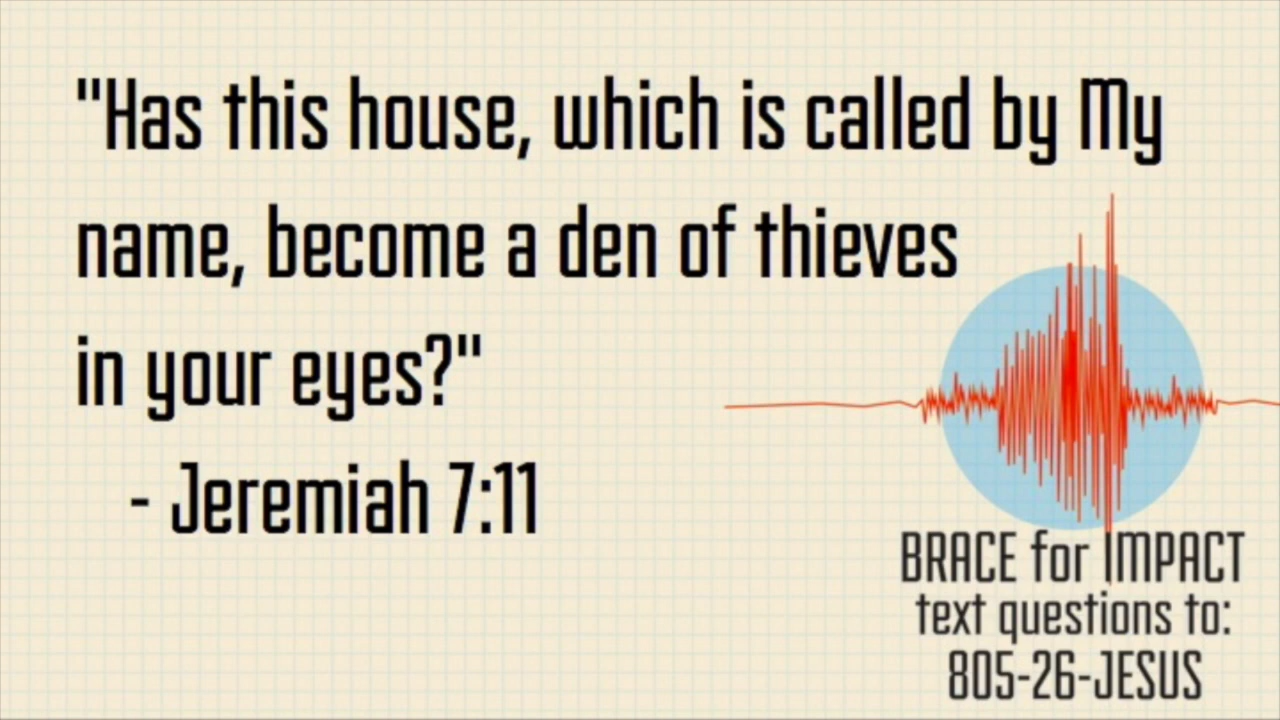 "Has this house, which is called by My
name, become a den of thieves
in your eyes?"
- Jeremiah 7:11
BRACE for IMPACT
text questions to:
805-26-JESUS